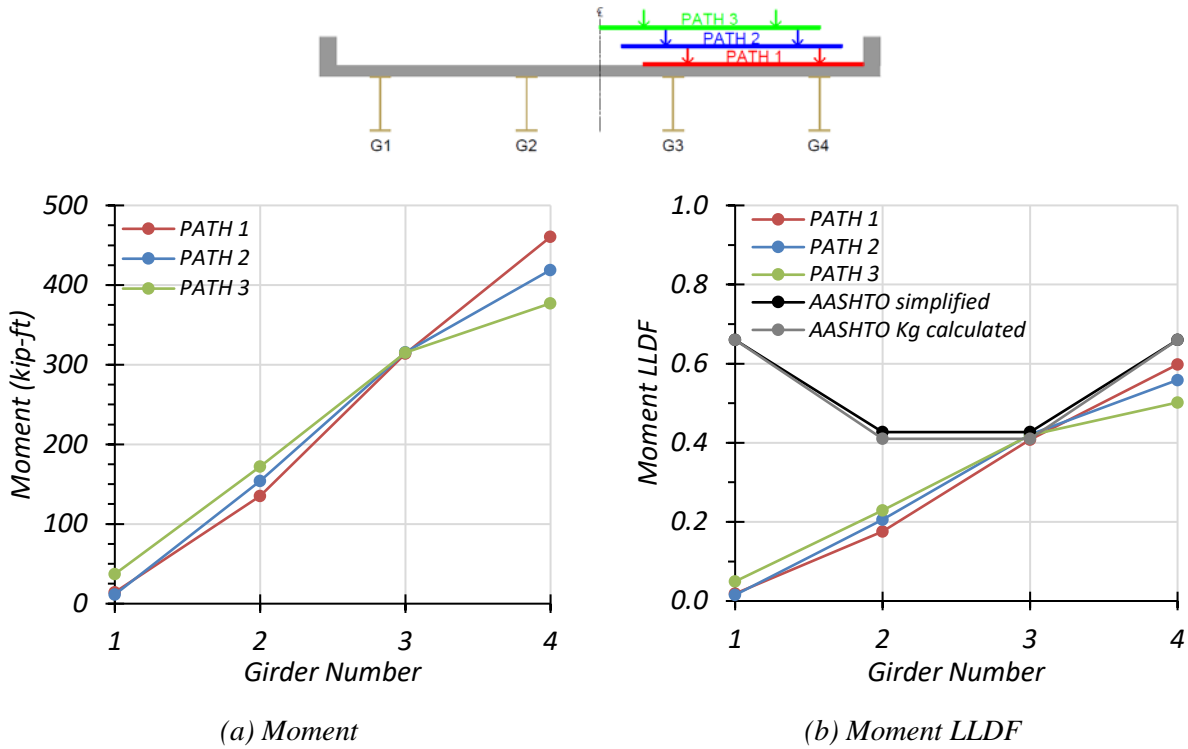 ℄
PATH 3
PATH 2
PATH 1
G1 G2 G3 G4
500
400
300
200
100
0
Moment (kip-ft)
PATH 1
PATH 2
PATH 3
1 2 3 4
Girder Number
(a) Moment
1.0
0.8
0.6
0.4
0.2
0.0
Moment LLDF
PATH 1
PATH 2
PATH 3
AASHTO simplified
AASHTO Kg calculated
1 2 3 4
Girder Number
(b) Moment LLDF